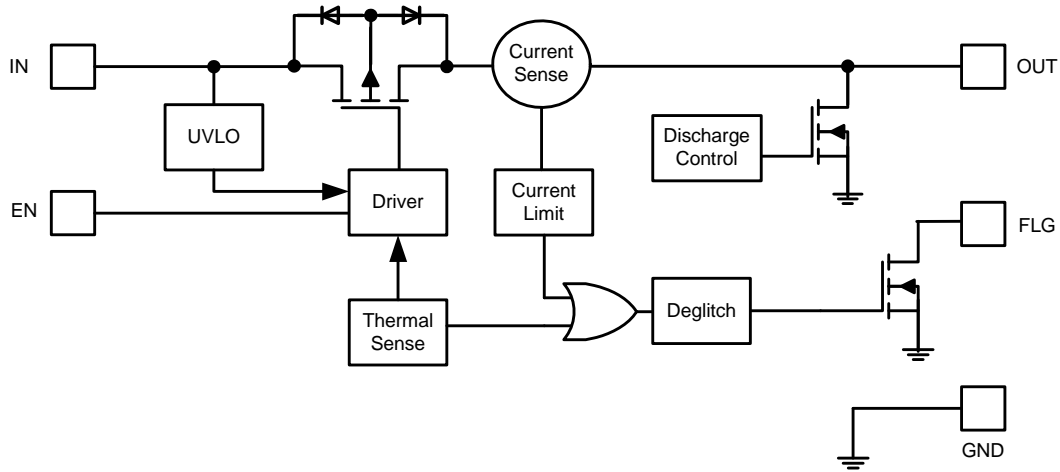 IN
Current
Sense
OUT
UVLO
Discharge
Control
EN
Driver
Current
Limit
FLG
Thermal
Sense
Deglitch
GND